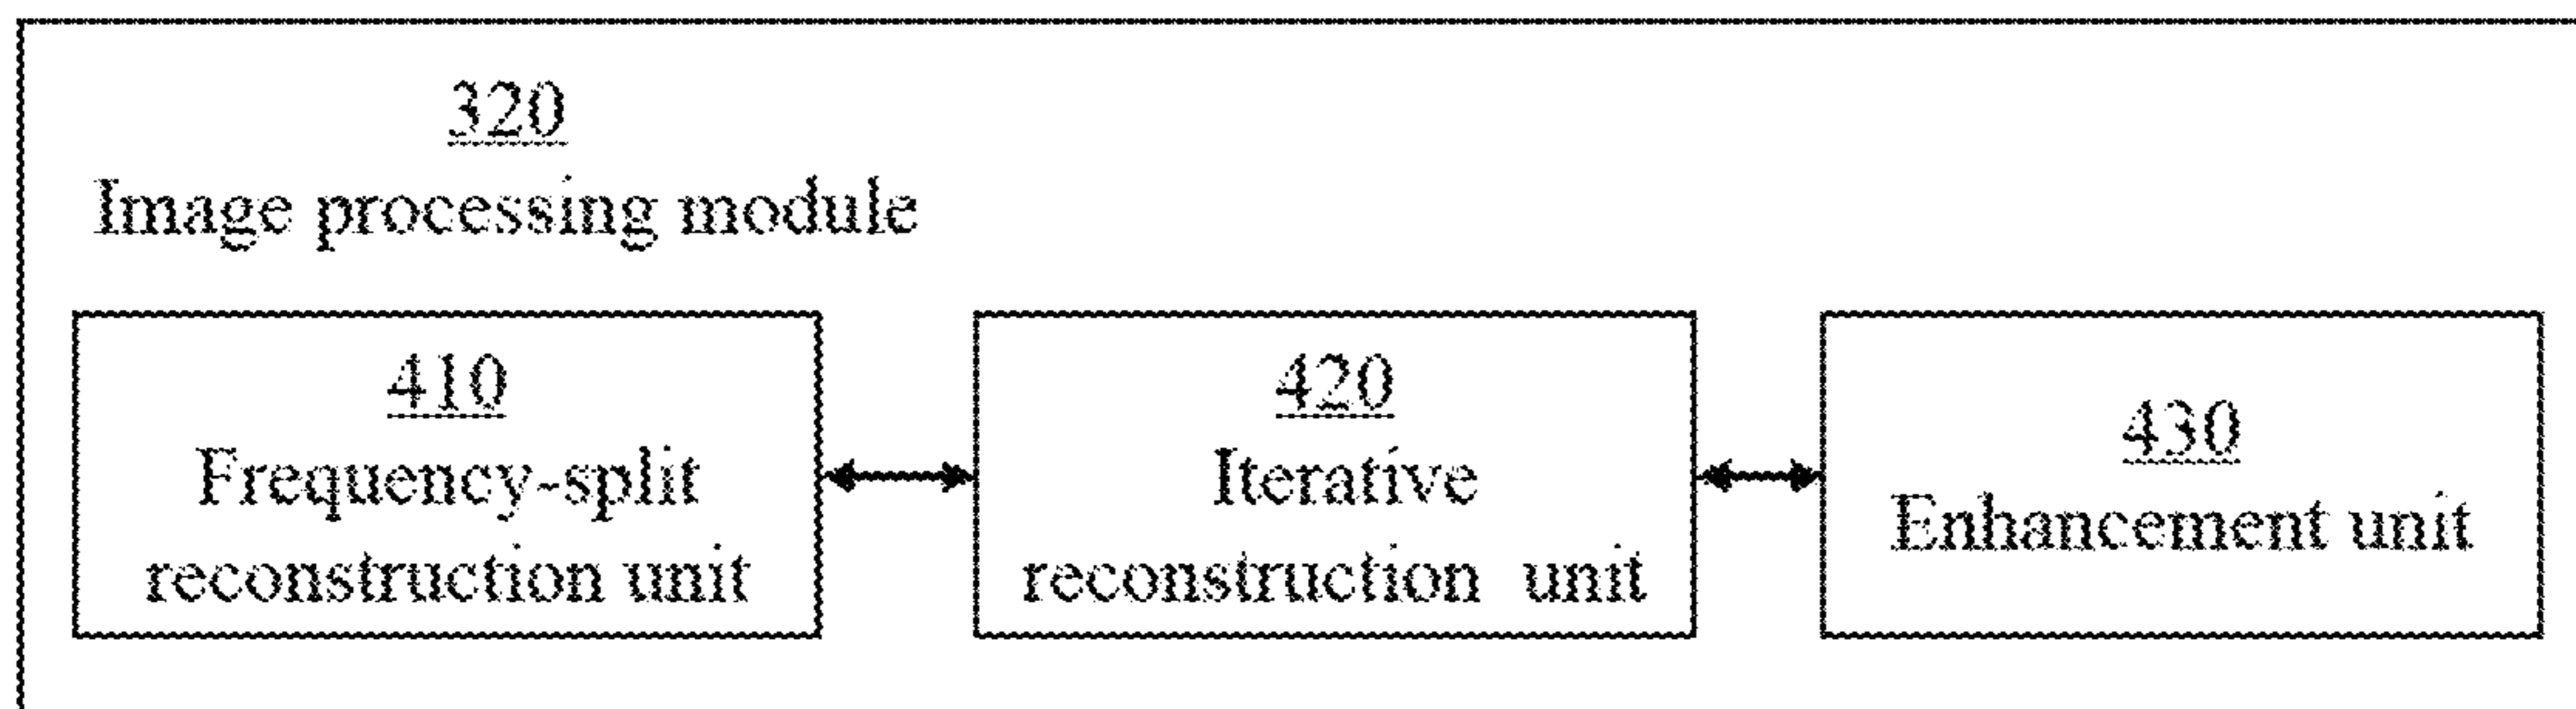 320
Image processing module
410
Frequency-split
reconstruction unit
420
Iterative
reconstruction unit
430
Enhancement unit